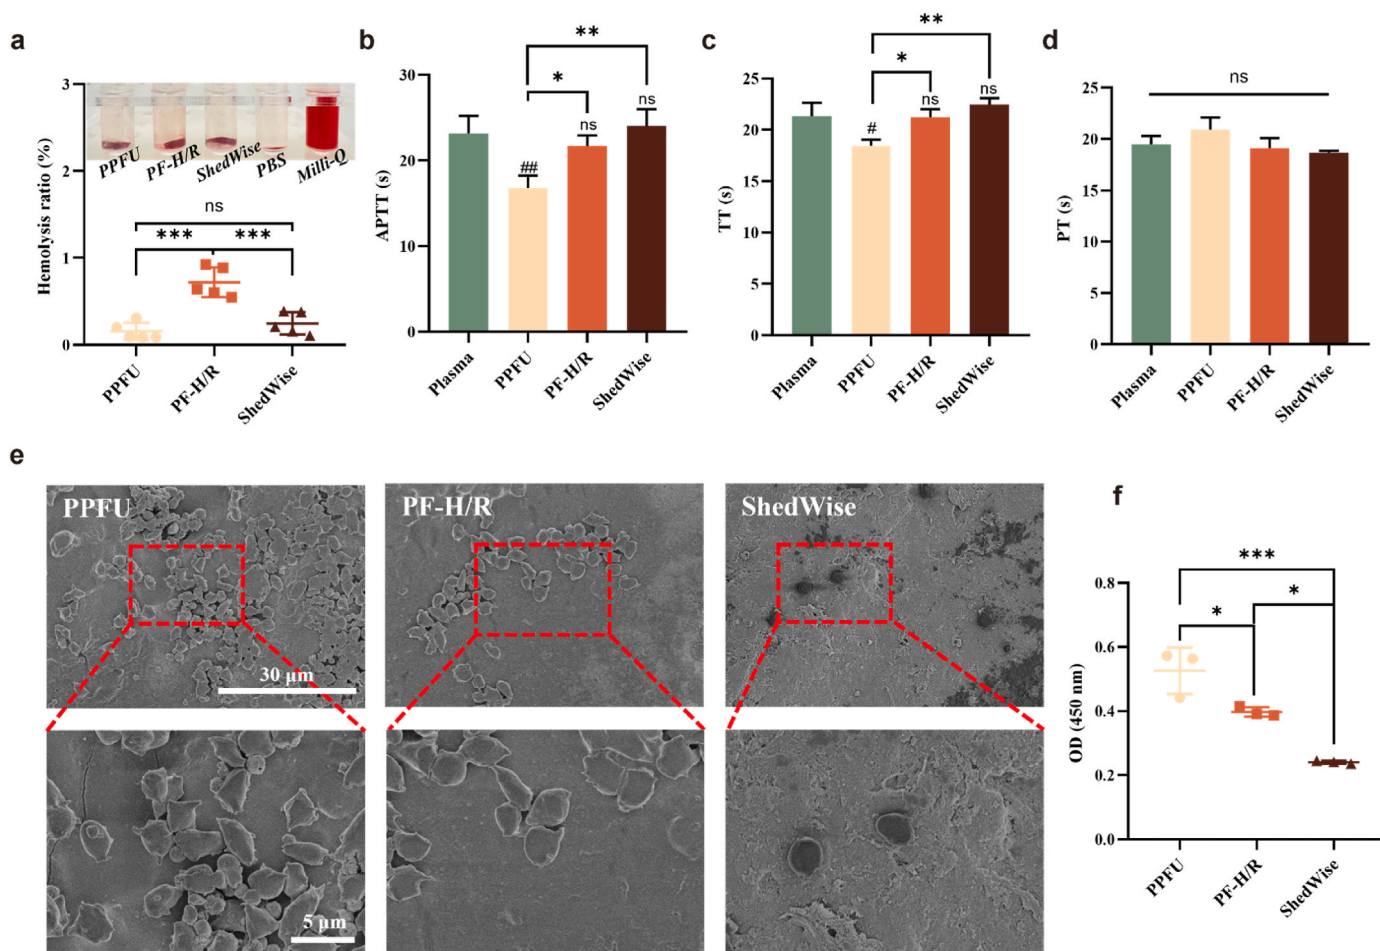 a
Hemolysis ratio (%)
3
2
1
0
PPFU PF-H/R ShedWise PBS Milli-Q
ns
*** ***
PPFU
PF-H/R
ShedWise
b
APTT (s)
30
20
10
0
**
*
##
ns
ns
Plasma
PPFU
PF-H/R
ShedWise
c
TT (s)
25
20
15
10
5
0
**
*
#
ns
ns
Plasma
PPFU
PF-H/R
ShedWise
d
PT (s)
25
20
15
10
5
0
ns
Plasma
PPFU
PF-H/R
ShedWise
e
PPFU
PF-H/R
ShedWise
30 µm
5 µm
f
OD (450 nm)
0.8
0.6
0.4
0.2
0.0
***
*
*
PPFU
PF-H/R
ShedWise